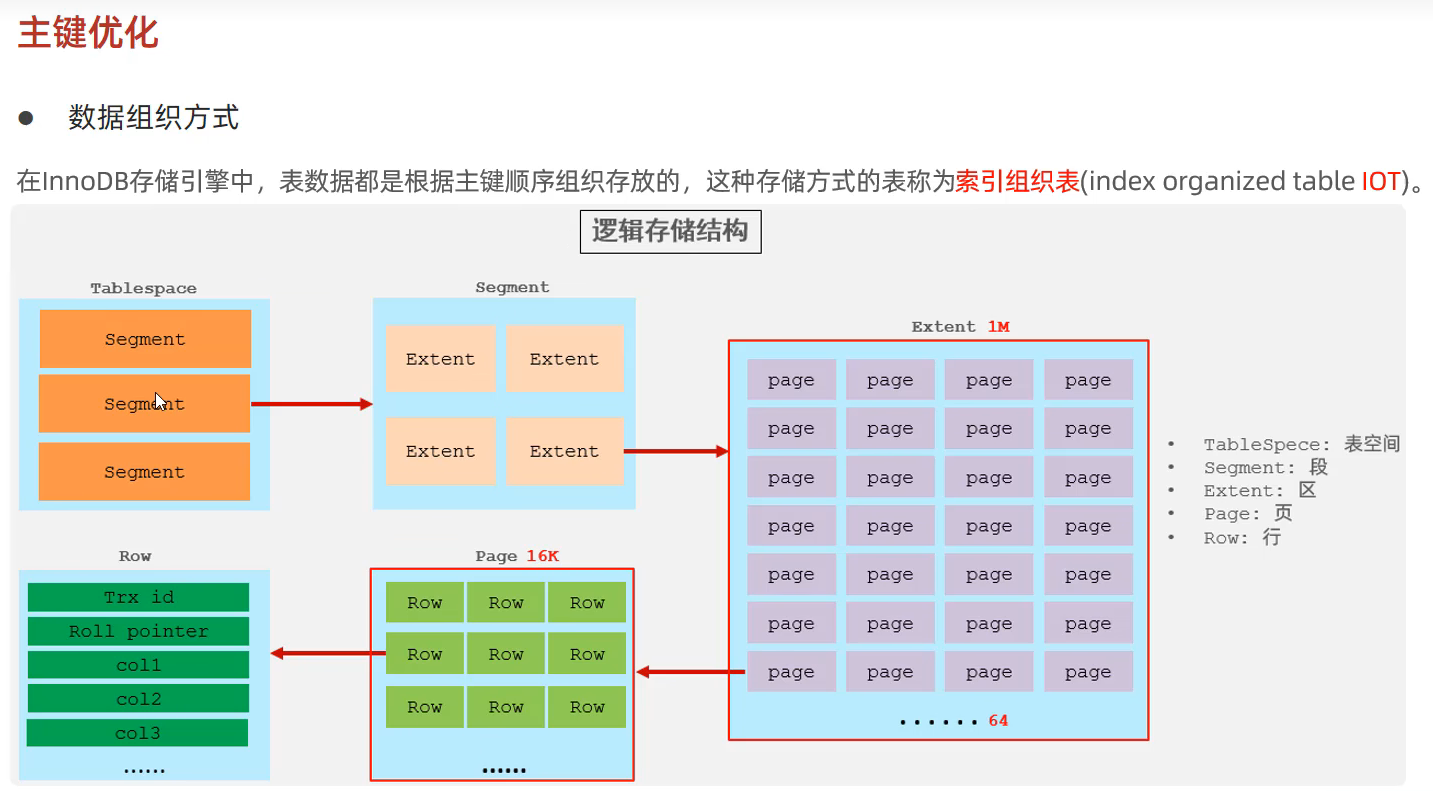 主键优化
● 数据组织方式
在InnoDB存储引擎中，表数据都是根据主键顺序组织存放的，这种存储方式的表称为索引组织表(index organized table IOT)。
逻辑存储结构
Tablespace
Segment
Segment
Segment
Segment
Extent Extent
Extent Extent
Extent 1M
page page page page
page page page page
page page page page
page page page page
page page page page
page page page page
page page page page
...... 64
• TableSpece: 表空间
• Segment: 段
• Extent: 区
• Page: 页
• Row: 行
Row
Trx id
Roll pointer
col1
col2
col3
......
Page 16K
Row Row Row
Row Row Row
Row Row Row
......